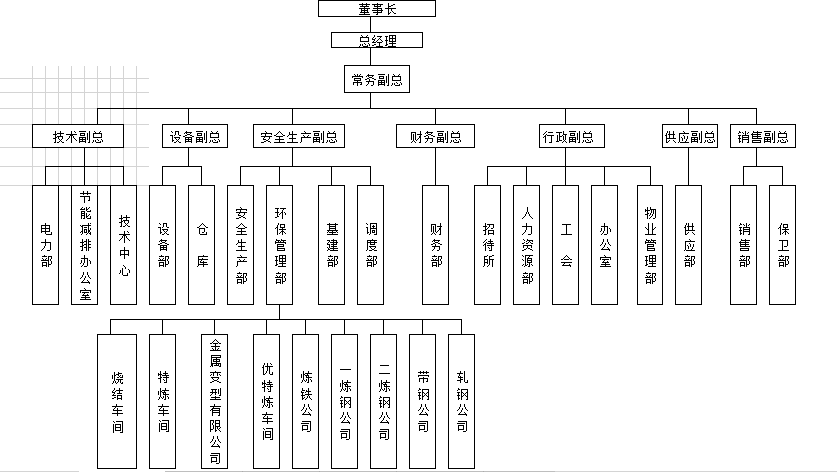 董事长
总经理
常务副总
技术副总
设备副总
安全生产副总
财务副总
行政副总
供应副总
销售副总
电力部
节能减排办公室
技术中心
设备部
仓库
安全生产部
环保管理部
基建部
调度部
财务部
招待所
人力资源部
工会
办公室
物业管理部
供应部
销售部
保卫部
烧结车间
特炼车间
金属变型有限公司
优特炼车间
炼铁公司
一炼钢公司
二炼钢公司
带钢公司
轧钢公司